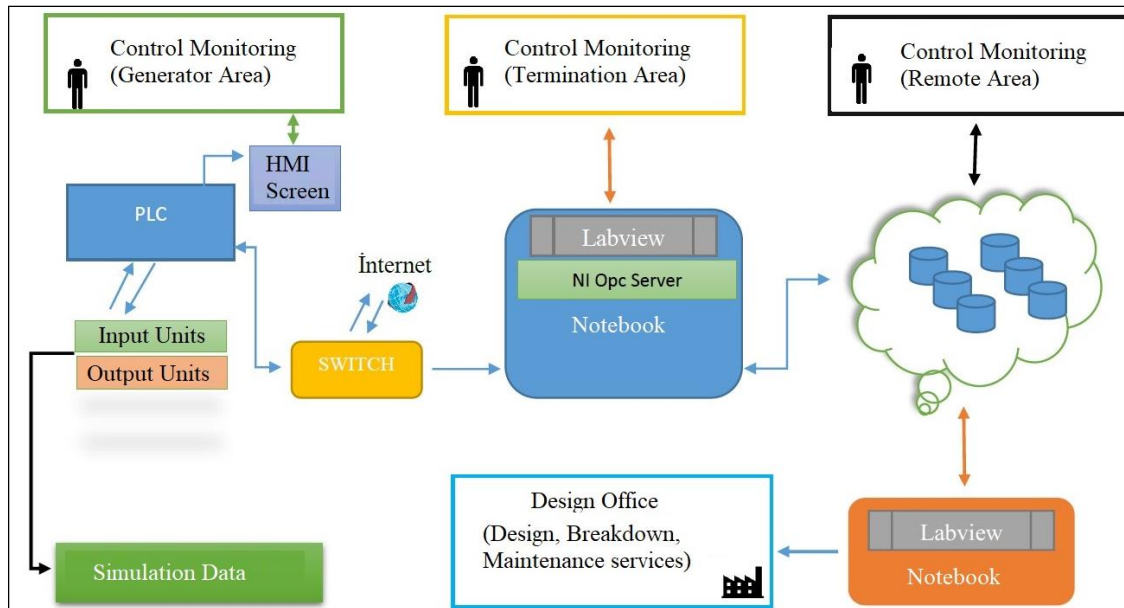 Control Monitoring
(Generator Area)
Control Monitoring
(Termination Area)
Control Monitoring
(Remote Area)
HMI
Screen
PLC
İnternet
Labview
NI Opc Server
Notebook
Input Units
Output Units
SWITCH
Design Office
(Design, Breakdown,
Maintenance services)
Labview
Notebook
Simulation Data